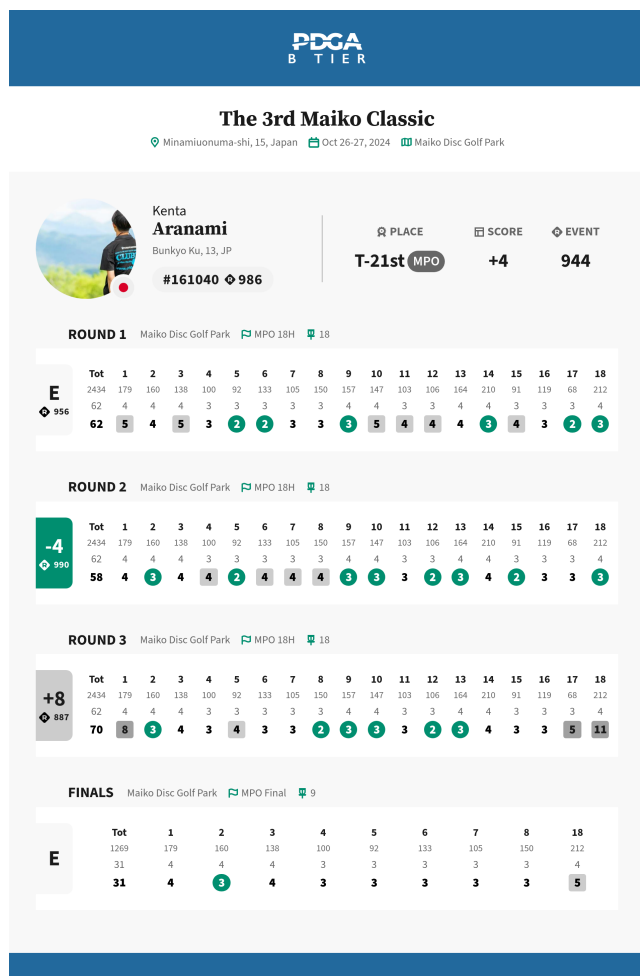 PDGA
B TIER
The 3rd Maiko Classic
Minamiuonuma-shi, 15, Japan Oct 26-27, 2024 Maiko Disc Golf Park
Kenta
Aranami
Bunkyo Ku, 13, JP
#161040 986
PLACE SCORE EVENT
T-21st MPO +4 944
ROUND 1 Maiko Disc Golf Park MPO 18H 18
E
956
Tot 1 2 3 4 5 6 7 8 9 10 11 12 13 14 15 16 17 18
2434 179 160 138 100 92 133 105 150 157 147 103 106 164 210 91 119 68 212
62 4 4 4 3 3 3 3 3 4 4 3 3 4 4 3 3 3 4
62 5 4 5 3 2 2 3 3 3 5 4 4 4 3 4 3 2 3
ROUND 2 Maiko Disc Golf Park MPO 18H 18
-4
990
Tot 1 2 3 4 5 6 7 8 9 10 11 12 13 14 15 16 17 18
2434 179 160 138 100 92 133 105 150 157 147 103 106 164 210 91 119 68 212
62 4 4 4 3 3 3 3 3 4 4 3 3 4 4 3 3 3 4
58 4 3 4 4 2 4 4 4 3 3 3 2 3 4 2 3 3 3
ROUND 3 Maiko Disc Golf Park MPO 18H 18
+8
887
Tot 1 2 3 4 5 6 7 8 9 10 11 12 13 14 15 16 17 18
2434 179 160 138 100 92 133 105 150 157 147 103 106 164 210 91 119 68 212
62 4 4 4 3 3 3 3 3 4 4 3 3 4 4 3 3 3 4
70 8 3 4 3 4 3 3 2 3 3 3 2 3 4 3 3 5 11
FINALS Maiko Disc Golf Park MPO Final 9
E
Tot 1 2 3 4 5 6 7 8 18
1269 179 160 138 100 92 133 105 150 212
31 4 4 4 3 3 3 3 3 4
31 4 3 4 3 3 3 3 3 5